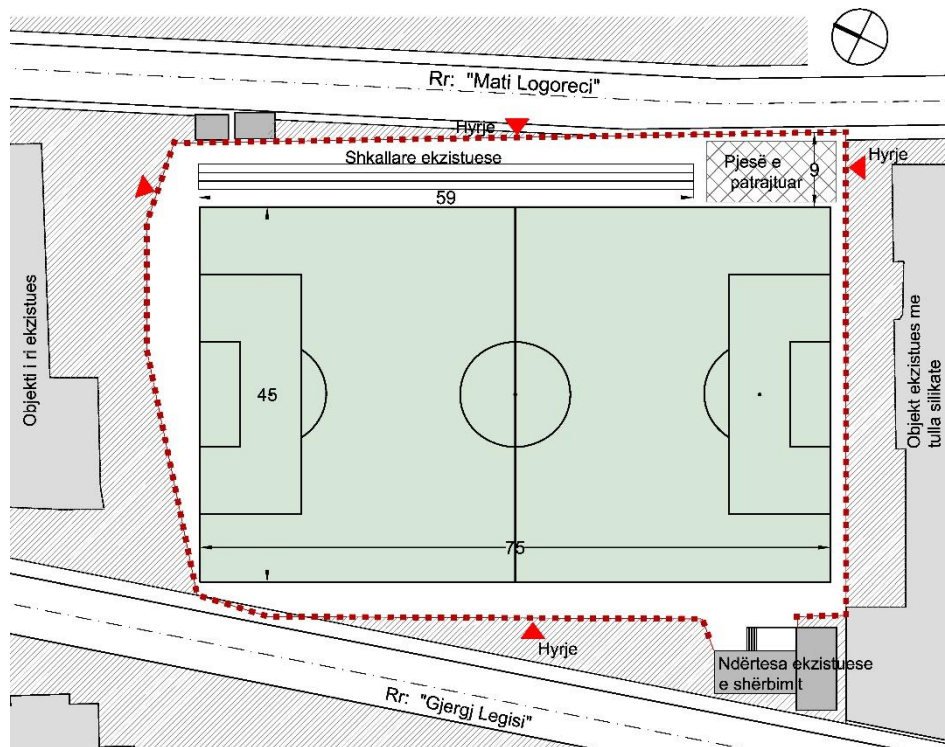 Rr: "Mati Logoreci"
Hyrje
Shkallare ekzistuese
Pjesë e
patrajtuar
9
Hyrje
59
Objekti i ri ekzistues
45
Objekt ekzistues me
tulla silikate
75
Hyrje
Ndërtesa ekzistuese
e shërbimit
Rr: "Gjergj Legisi"